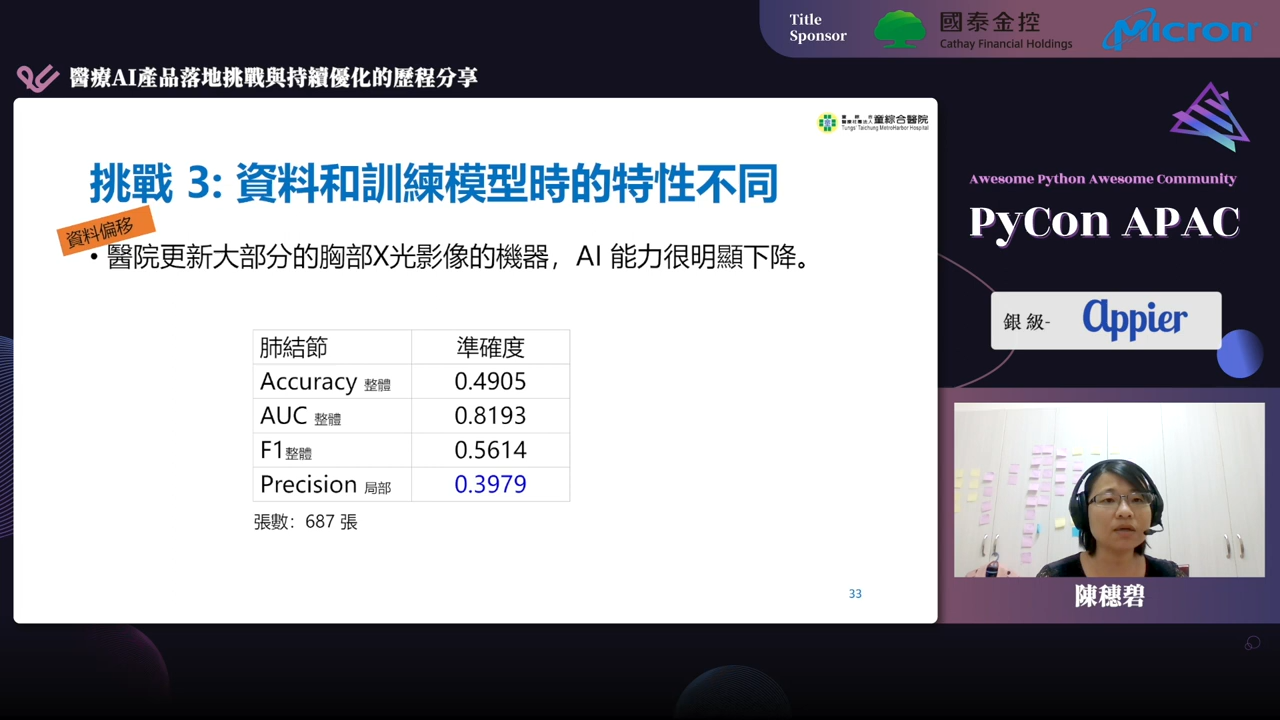 Title
Sponsor
國泰金控
Cathay Financial Holdings
Micron
醫療AI產品落地挑戰與持續優化的歷程分享
童綜合醫院
Tungs' Taichung MetroHarbor Hospital
挑戰 3: 資料和訓練模型時的特性不同
資料偏移
• 醫院更新大部分的胸部X光影像的機器，AI 能力很明顯下降。
肺結節 準確度
Accuracy 整體 0.4905
AUC 整體 0.8193
F1整體 0.5614
Precision 局部 0.3979
張數：687 張
33
Awesome Python Awesome Community
PyCon APAC
銀級- Appier
陳穗碧